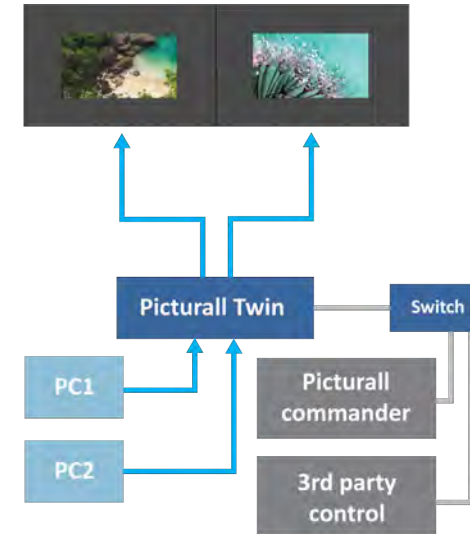 Picturall Twin
Switch
PC1
Picturall
commander
PC2
3rd party
control